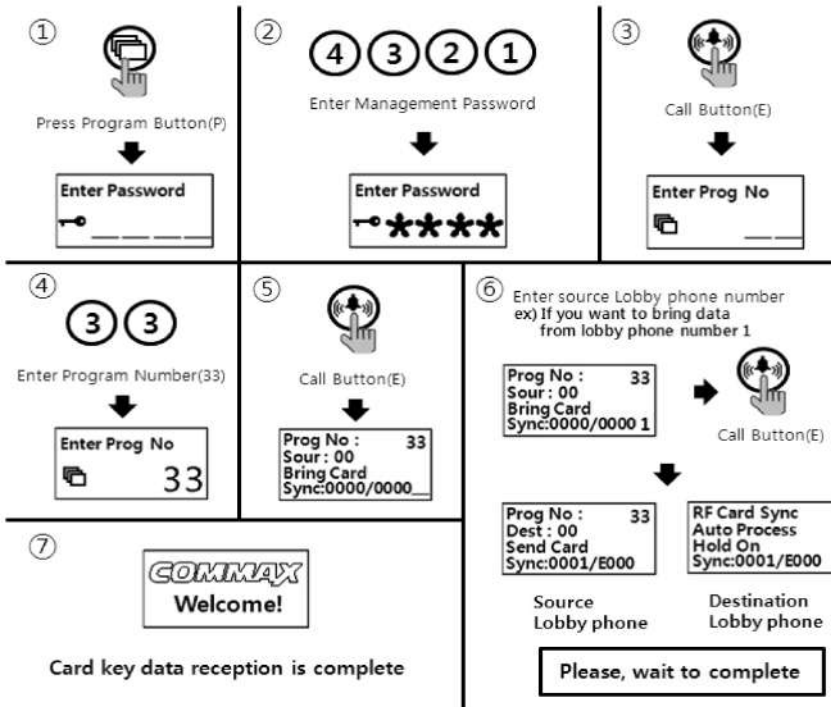 ①
Press Program Button(P)
Enter Password
②
4 3 2 1
Enter Management Password
Enter Password
****
③
Call Button(E)
Enter Prog No
④
3 3
Enter Program Number(33)
Enter Prog No
33
⑤
Call Button(E)
Prog No : 33
Sour : 00
Bring Card
Sync:0000/0000__
⑥
Enter source Lobby phone number
ex) If you want to bring data
from lobby phone number 1
Prog No : 33
Sour : 00
Bring Card
Sync:0000/0000 1
Call Button(E)
Prog No : 33
Dest : 00
Send Card
Sync:0001/E000
Source
Lobby phone
RF Card Sync
Auto Process
Hold On
Sync:0001/E000
Destination
Lobby phone
Please, wait to complete
⑦
COMMAX
Welcome!
Card key data reception is complete